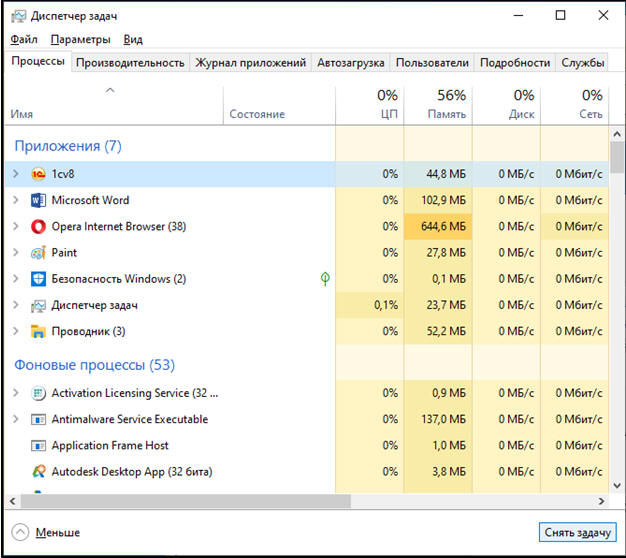 Диспетчер задач
Файл Параметры Вид
Процессы Производительность Журнал приложений Автозагрузка Пользователи Подробности Службы
0% 56% 0% 0%
Имя Состояние ЦП Память Диск Сеть
Приложения (7)
1cv8 0% 44,8 МБ 0 МБ/с 0 Мбит/с
Microsoft Word 0% 102,9 МБ 0 МБ/с 0 Мбит/с
Opera Internet Browser (38) 0% 644,6 МБ 0 МБ/с 0 Мбит/с
Paint 0% 27,8 МБ 0 МБ/с 0 Мбит/с
Безопасность Windows (2) 0% 0,1 МБ 0 МБ/с 0 Мбит/с
Диспетчер задач 0,1% 23,7 МБ 0 МБ/с 0 Мбит/с
Проводник (3) 0% 52,2 МБ 0 МБ/с 0 Мбит/с
Фоновые процессы (53)
Activation Licensing Service (32 ... 0% 0,9 МБ 0 МБ/с 0 Мбит/с
Antimalware Service Executable 0% 137,0 МБ 0 МБ/с 0 Мбит/с
Application Frame Host 0% 1,0 МБ 0 МБ/с 0 Мбит/с
Autodesk Desktop App (32 бита) 0% 3,8 МБ 0 МБ/с 0 Мбит/с
Меньше Снять задачу